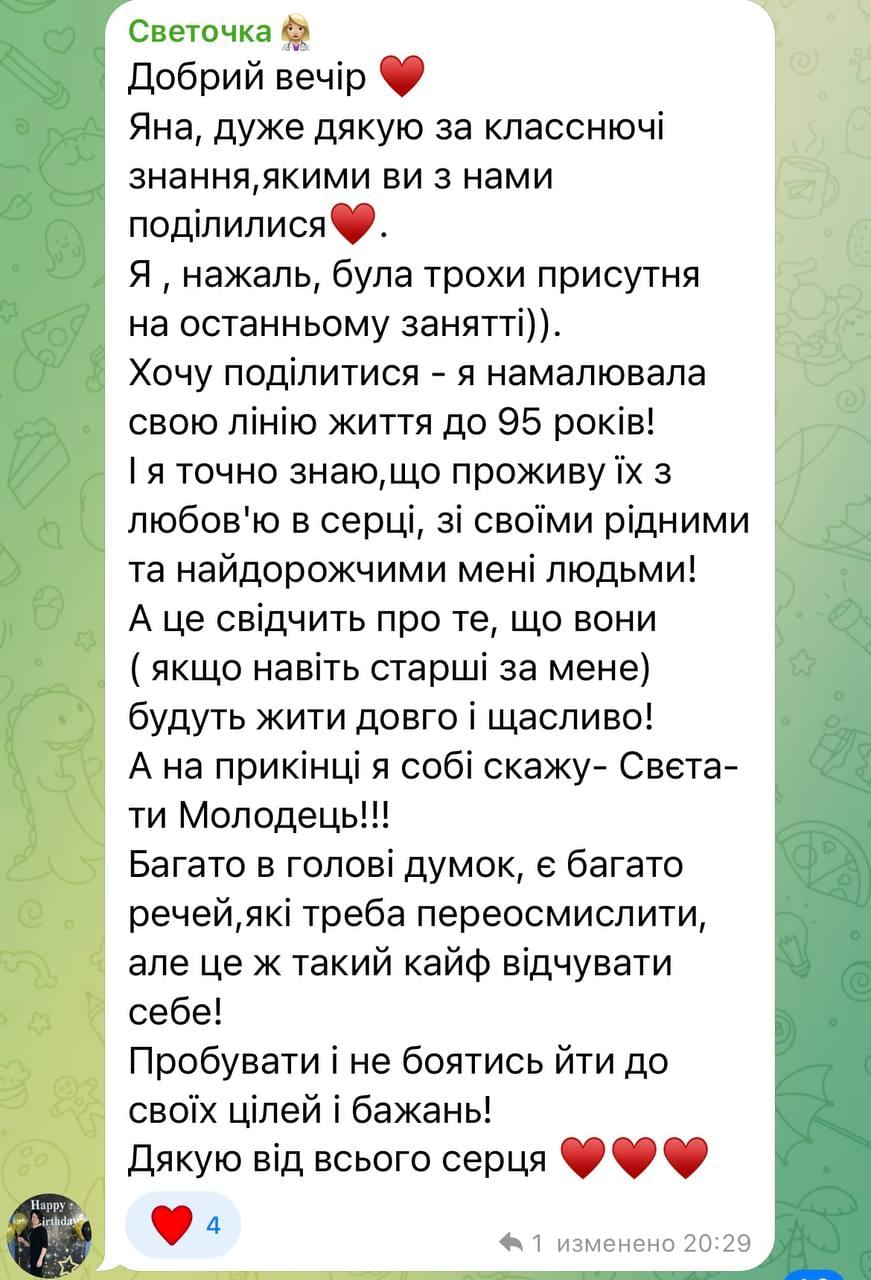 Светочка👩🏼‍⚕️
Добрий вечір ♥️
Яна, дуже дякую за класснючі
знання,якими ви з нами
поділилися♥️.
Я , нажаль, була трохи присутня
на останньому занятті)).
Хочу поділитися - я намалювала
свою лінію життя до 95 років!
І я точно знаю,що проживу їх з
любов'ю в серці, зі своїми рідними
та найдорожчими мені людьми!
А це свідчить про те, що вони
( якщо навіть старші за мене)
будуть жити довго і щасливо!
А на прикінці я собі скажу- Свєта-
ти Молодець!!!
Багато в голові думок, є багато
речей,які треба переосмислити,
але це ж такий кайф відчувати
себе!
Пробувати і не боятись йти до
своїх цілей і бажань!
Дякую від всього серця ♥️♥️♥️
❤️ 4
1 изменено 20:29
Happy
irthday